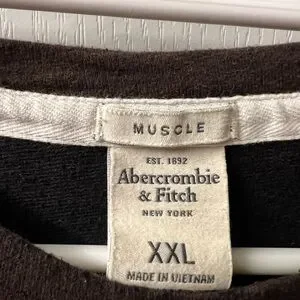 MUSCLE
EST. 1892
Abercrombie
& Fitch
NEW YORK
XXL
MADE IN VIETNAM